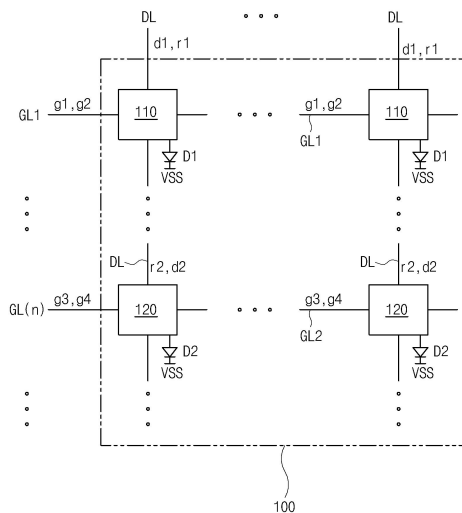 DL DL
d1,r1 d1,r1
g1,g2 g1,g2
GL1 110 110
GL1
D1 D1
VSS VSS
DL DL
r2,d2 r2,d2
g3,g4 g3,g4
GL(n) 120 120
GL2
D2 D2
VSS VSS
100